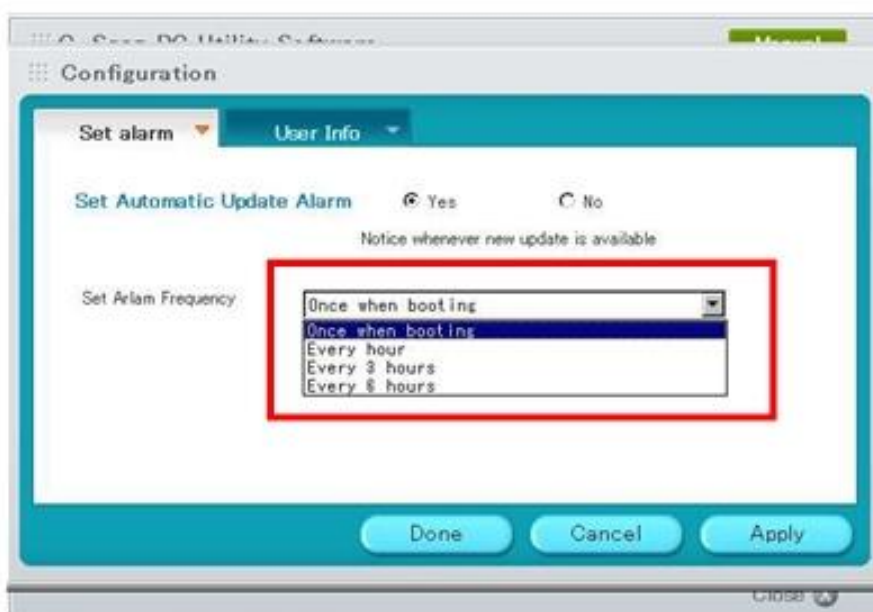 Configuration
Set alarm User Info
Set Automatic Update Alarm Yes No
Notice whenever new update is available
Set Arlam Frequency Once when booting
Once when booting
Every hour
Every 3 hours
Every 6 hours
Done Cancel Apply
Close